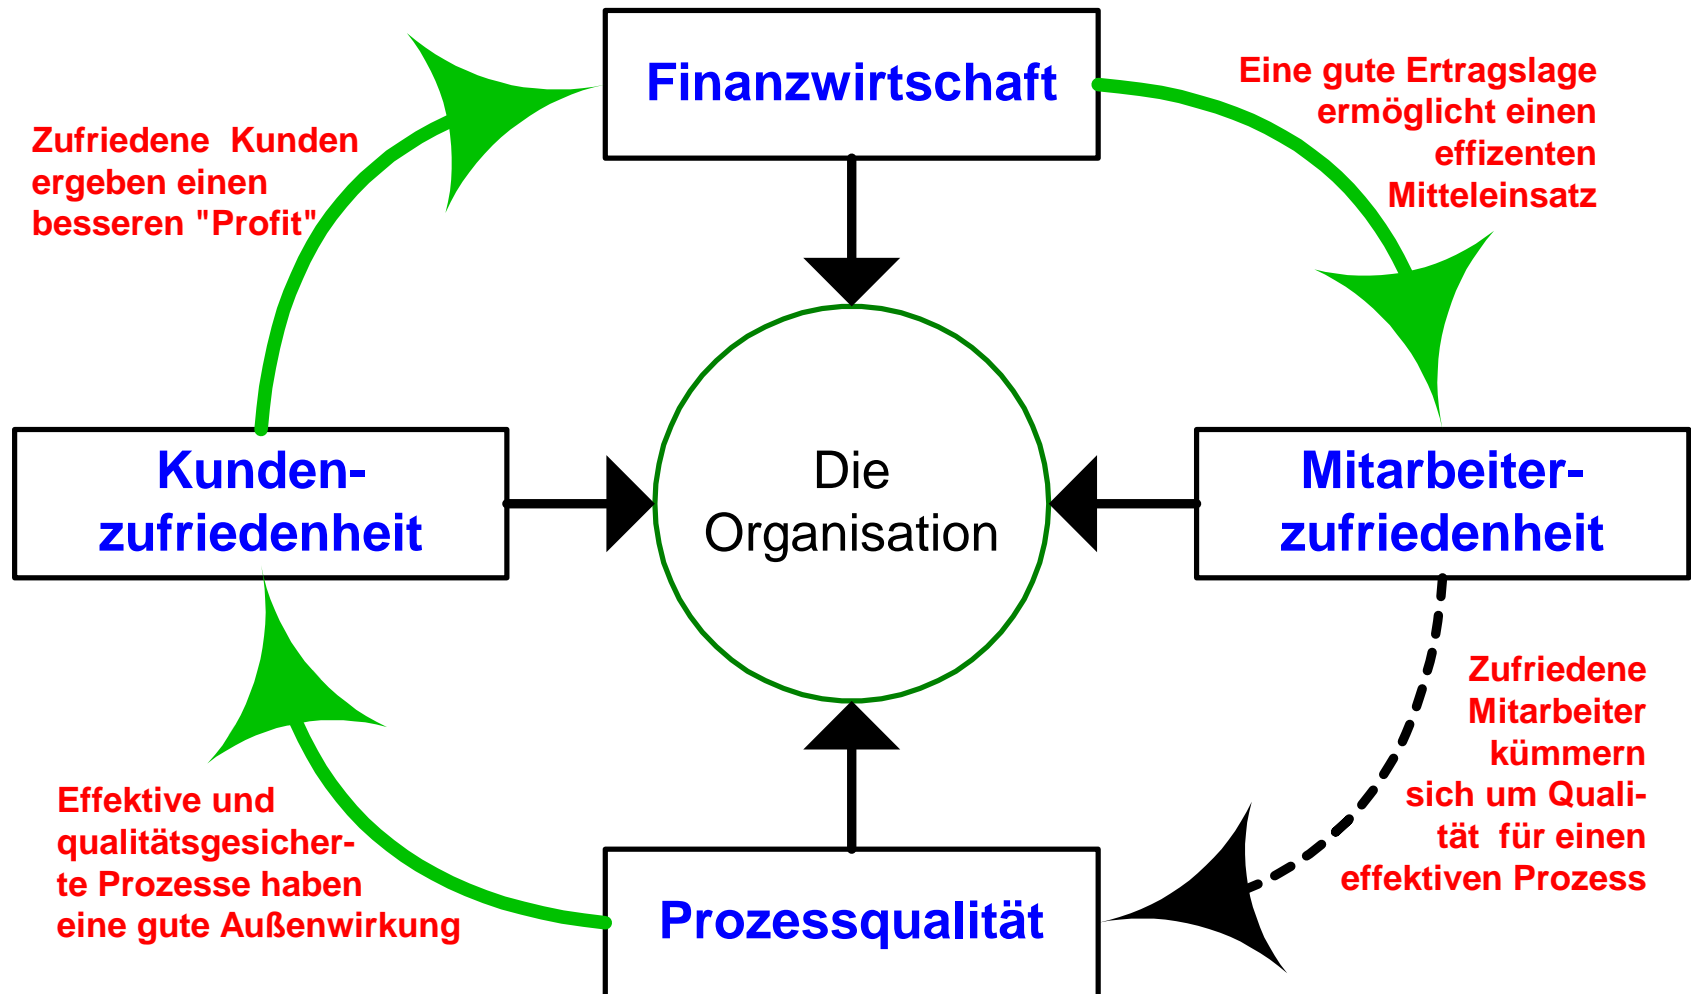 Finanzwirtschaft
Eine gute Ertragslage
ermöglicht einen
effizenten
Mitteleinsatz
Zufriedene  Kunden
ergeben einen
besseren "Profit"
Kunden-
zufriedenheit
Die
Organisation
Mitarbeiter-
zufriedenheit
Zufriedene
Mitarbeiter
kümmern
sich um Quali-
tät  für einen
effektiven Prozess
Effektive und
qualitätsgesicher-
te Prozesse haben
eine gute Außenwirkung
Prozessqualität